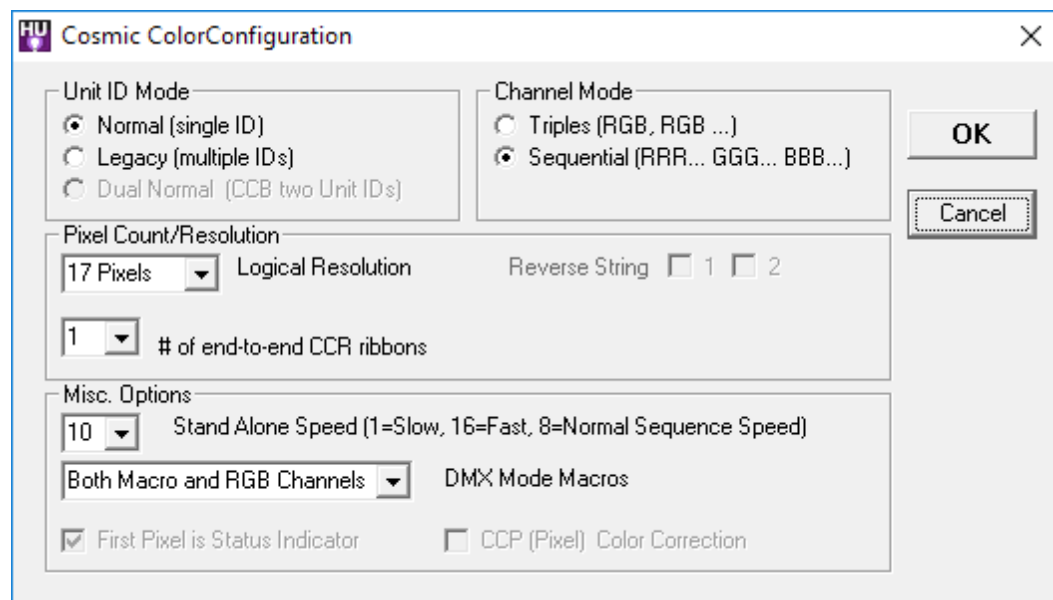 HU
Cosmic ColorConfiguration
Unit ID Mode
Normal (single ID)
Legacy (multiple IDs)
Dual Normal (CCB two Unit IDs)
Channel Mode
Triples (RGB, RGB ...)
Sequential (RRR... GGG... BBB...)
OK
Cancel
Pixel Count/Resolution
17 Pixels Logical Resolution Reverse String 1 2
1 # of end-to-end CCR ribbons
Misc. Options
10 Stand Alone Speed (1=Slow, 16=Fast, 8=Normal Sequence Speed)
Both Macro and RGB Channels DMX Mode Macros
First Pixel is Status Indicator CCP (Pixel) Color Correction